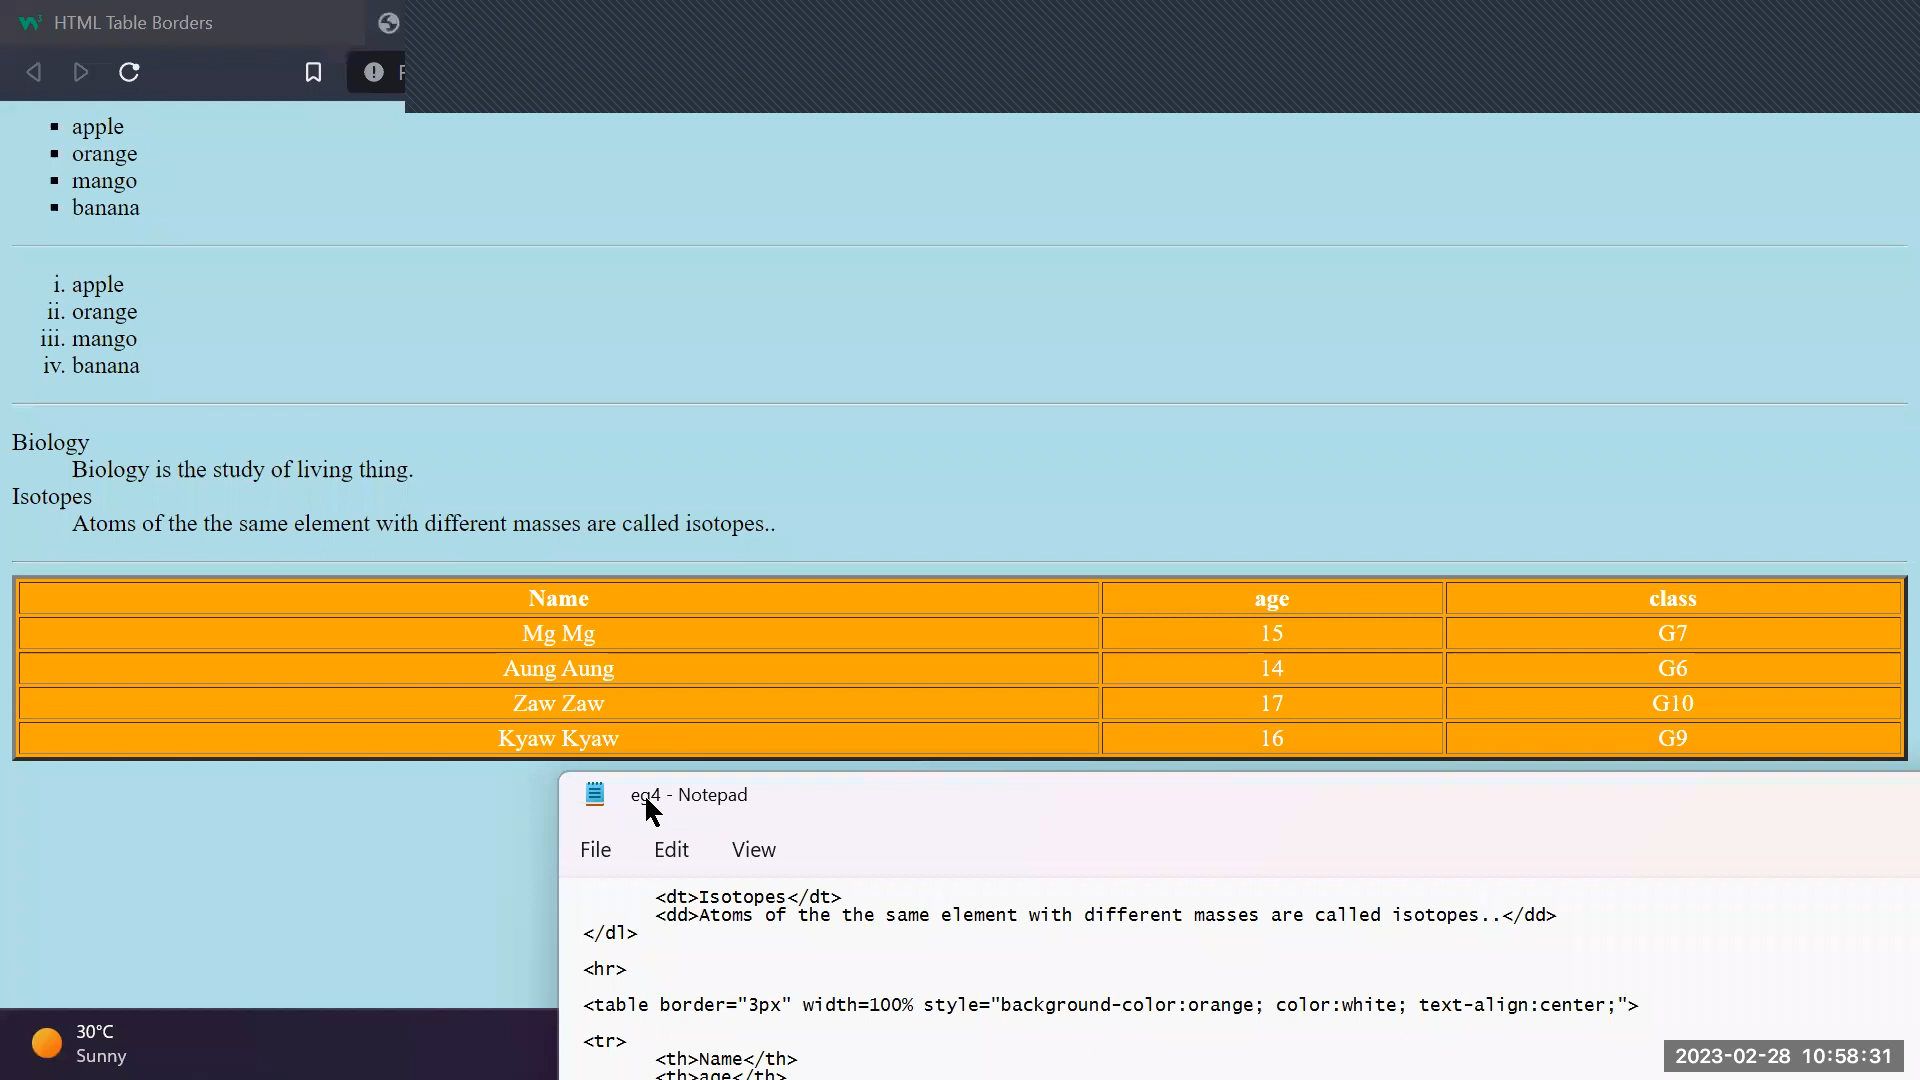 HTML Table Borders
apple
orange
mango
banana
i. apple
ii. orange
iii. mango
iv. banana
Biology
Biology is the study of living thing.
Isotopes
Atoms of the the same element with different masses are called isotopes..
Name age class
Mg Mg 15 G7
Aung Aung 14 G6
Zaw Zaw 17 G10
Kyaw Kyaw 16 G9
eg4 - Notepad
File Edit View
<dt>Isotopes</dt>
<dd>Atoms of the the same element with different masses are called isotopes..</dd>
</dl>
<hr>
<table border="3px" width=100% style="background-color:orange; color:white; text-align:center;">
<tr>
<th>Name</th>
<th>age</th>
30°C
Sunny
2023-02-28 10:58:31